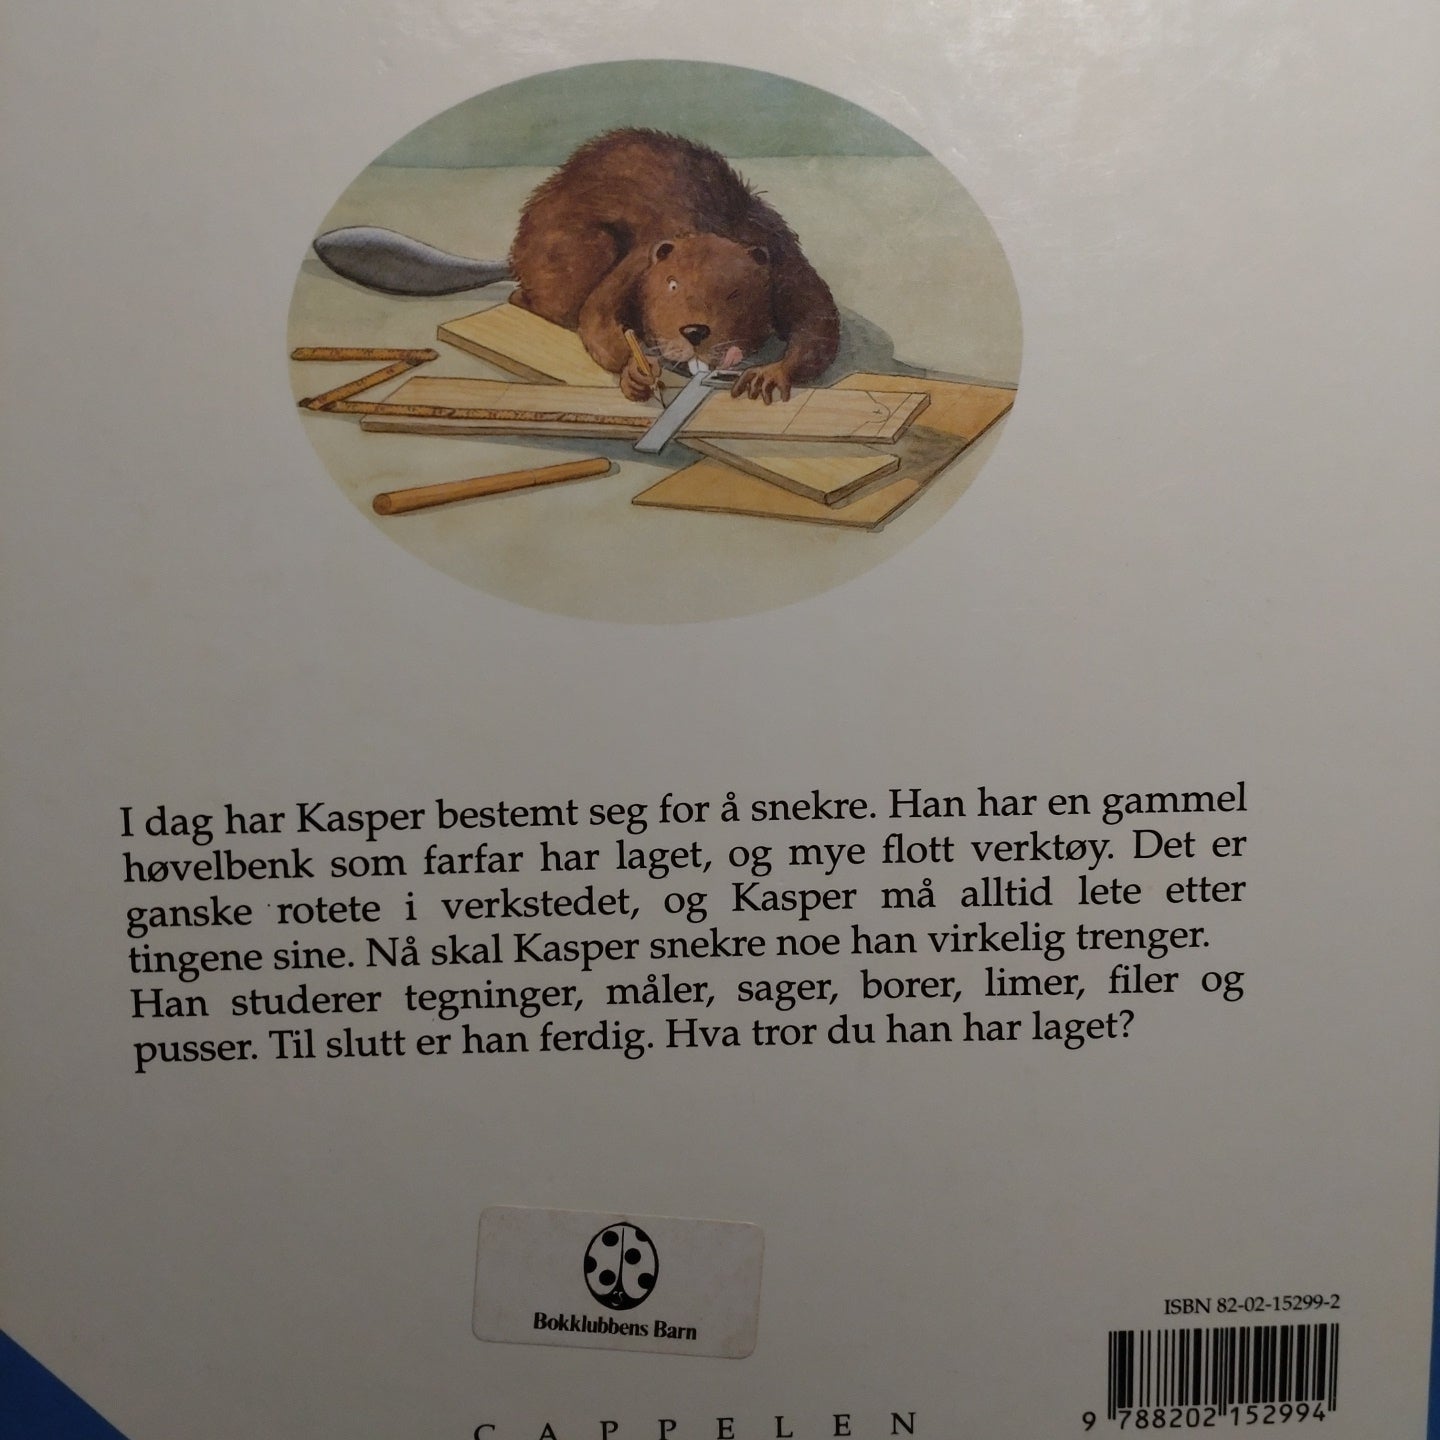 I dag har Kasper bestemt seg for å snekre. Han har en gammel
høvelbenk som farfar har laget, og mye flott verktøy. Det er
ganske rotete i verkstedet, og Kasper må alltid lete etter
tingene sine. Nå skal Kasper snekre noe han virkelig trenger.
Han studerer tegninger, måler, sager, borer, limer, filer og
pusser. Til slutt er han ferdig. Hva tror du han har laget?
Bokklubbens Barn
ISBN 82-02-15299-2
9 788202 152994
CAPPELEN